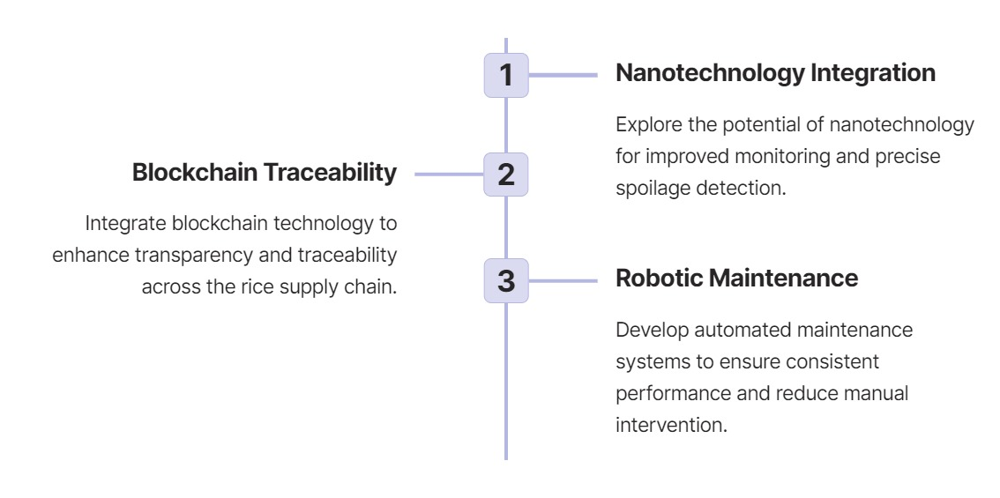 1
Nanotechnology Integration
Explore the potential of nanotechnology
for improved monitoring and precise
spoilage detection.
2
Blockchain Traceability
Integrate blockchain technology to
enhance transparency and traceability
across the rice supply chain.
3
Robotic Maintenance
Develop automated maintenance
systems to ensure consistent
performance and reduce manual
intervention.